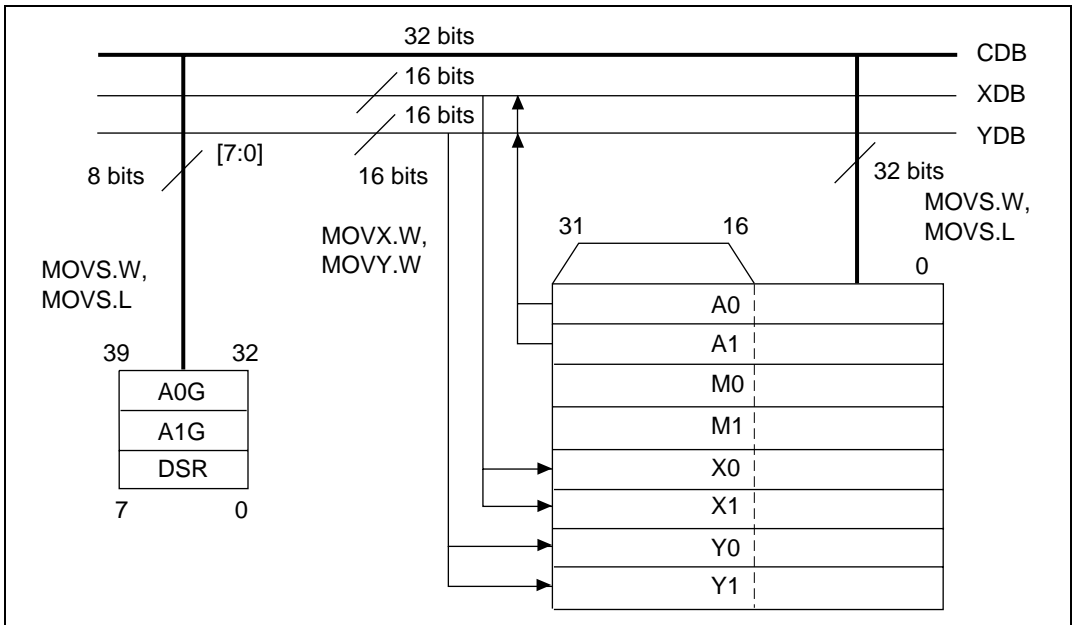 32 bits
CDB
16 bits
XDB
16 bits
YDB
[7:0]
8 bits
16 bits
32 bits
MOVS.W,
MOVS.L
MOVX.W,
MOVY.W
31
16
0
MOVS.W,
MOVS.L
39
32
A0G
A1G
DSR
7
0
A0
A1
M0
M1
X0
X1
Y0
Y1